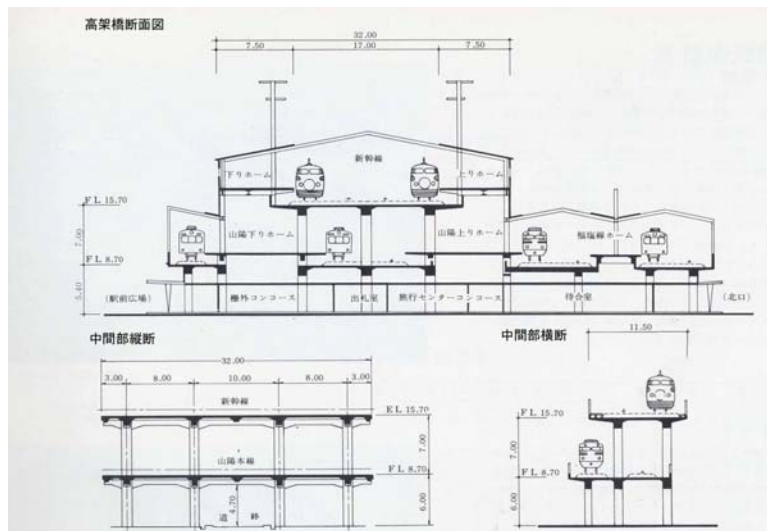 高架橋断面図
32.00
7.50 17.00 7.50
新幹線
下りホーム 上りホーム
FL 15.70
7.00
山陽下りホーム 山陽上りホーム 福塩線ホーム
FL 8.70
5.40
(駅前広場) 柵外コンコース 出札室 旅行センター コンコース 待合室 (北口)
中間部縦断
32.00
3.00 8.00 10.00 8.00 3.00
新幹線
EL 15.70
7.00
山陽本線
FL 8.70
4.70
6.00
道路
中間部横断
11.50
FL 15.70
7.00
FL 8.70
6.00